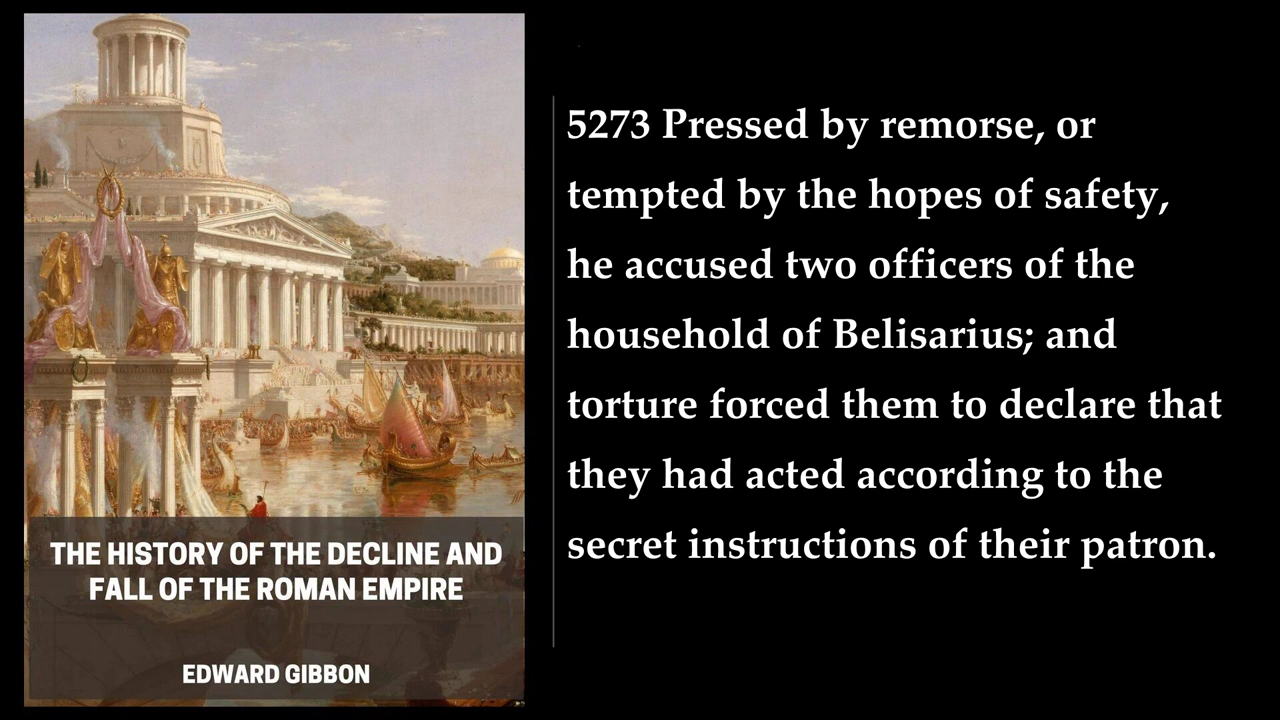 THE HISTORY OF THE DECLINE AND
FALL OF THE ROMAN EMPIRE
EDWARD GIBBON
5273 Pressed by remorse, or
tempted by the hopes of safety,
he accused two officers of the
household of Belisarius; and
torture forced them to declare that
they had acted according to the
secret instructions of their patron.